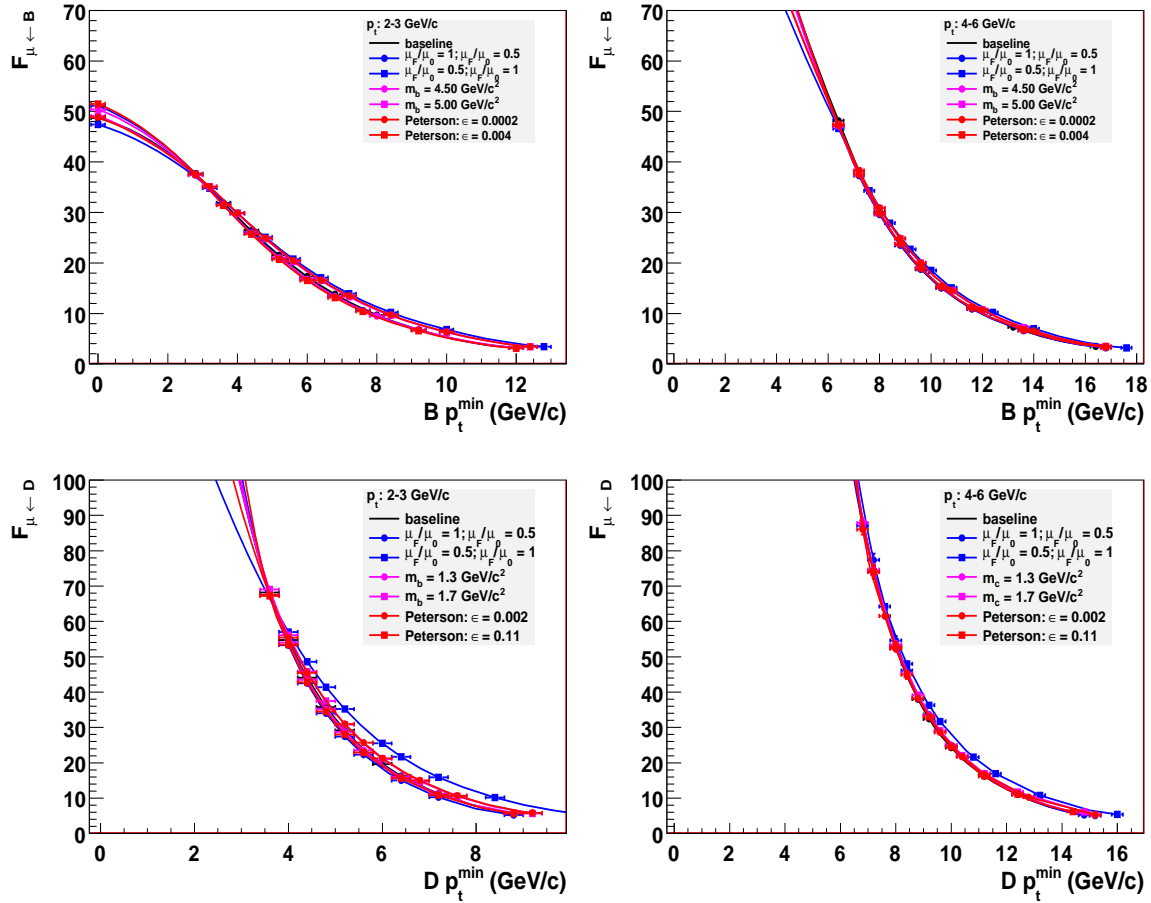 F μ ← B
70
60
50
40
30
20
10
0
p_t: 2-3 GeV/c
baseline
μ_F/μ_0 = 1; μ_F/μ_0 = 0.5
μ_F/μ_0 = 0.5; μ_F/μ_0 = 1
m_b = 4.50 GeV/c²
m_b = 5.00 GeV/c²
Peterson: ε = 0.0002
Peterson: ε = 0.004
0 2 4 6 8 10 12
B p_t^min (GeV/c)
F μ ← B
70
60
50
40
30
20
10
0
p_t: 4-6 GeV/c
baseline
μ_F/μ_0 = 1; μ_F/μ_0 = 0.5
μ_F/μ_0 = 0.5; μ_F/μ_0 = 1
m_b = 4.50 GeV/c²
m_b = 5.00 GeV/c²
Peterson: ε = 0.0002
Peterson: ε = 0.004
0 2 4 6 8 10 12 14 16 18
B p_t^min (GeV/c)
F μ ← D
100
90
80
70
60
50
40
30
20
10
0
p_t: 2-3 GeV/c
baseline
μ_F/μ_0 = 1; μ_F/μ_0 = 0.5
μ_F/μ_0 = 0.5; μ_F/μ_0 = 1
m_b = 1.3 GeV/c²
m_b = 1.7 GeV/c²
Peterson: ε = 0.002
Peterson: ε = 0.11
0 2 4 6 8
D p_t^min (GeV/c)
F μ ← D
100
90
80
70
60
50
40
30
20
10
0
p_t: 4-6 GeV/c
baseline
μ_F/μ_0 = 1; μ_F/μ_0 = 0.5
μ_F/μ_0 = 0.5; μ_F/μ_0 = 1
m_c = 1.3 GeV/c²
m_c = 1.7 GeV/c²
Peterson: ε = 0.002
Peterson: ε = 0.11
0 2 4 6 8 10 12 14 16
D p_t^min (GeV/c)